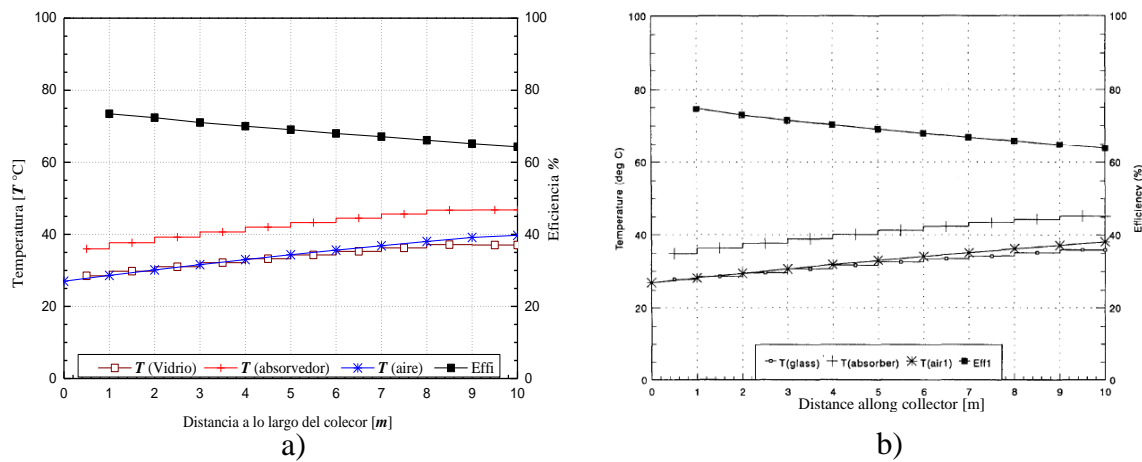 100
80
60
40
20
0
Temperatura [T °C
100
80
60
40
20
0
Eficiencia %
T (Vidrio) T (absorvedor) T (aire) Effi
0 1 2 3 4 5 6 7 8 9 10
Distancia a lo largo del colecor [m]
a)
100
80
60
40
20
0
Temperature (deg C)
100
80
60
40
20
0
Efficiency (%)
T(glass) T(absorber) T(air1) Eff1
0 1 2 3 4 5 6 7 8 9 10
Distance allong collector [m]
b)